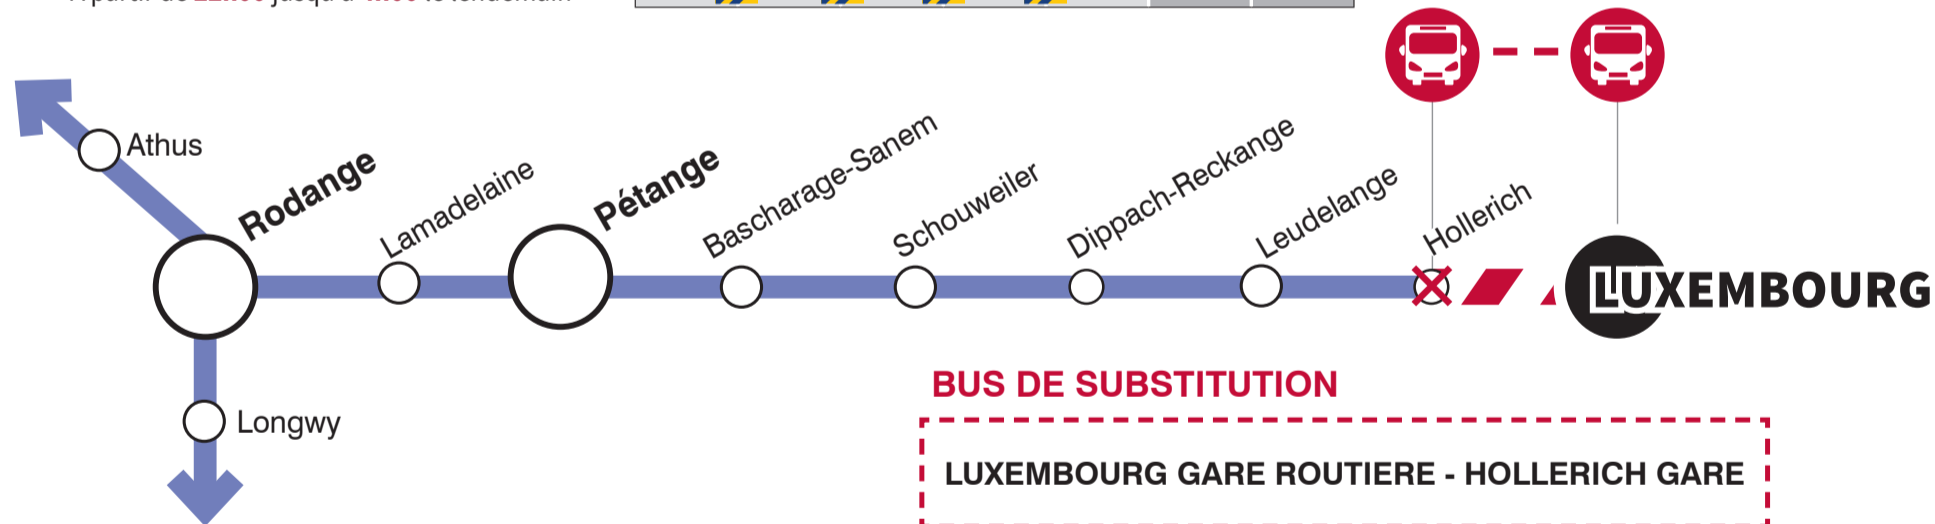 Athus
Rodange
Lamadelaine
Pétange
Bascharage-Sanem
Schouweiler
Dippach-Reckange
Leudelange
Hollerich
LUXEMBOURG
Longwy
BUS DE SUBSTITUTION
LUXEMBOURG GARE ROUTIERE - HOLLERICH GARE